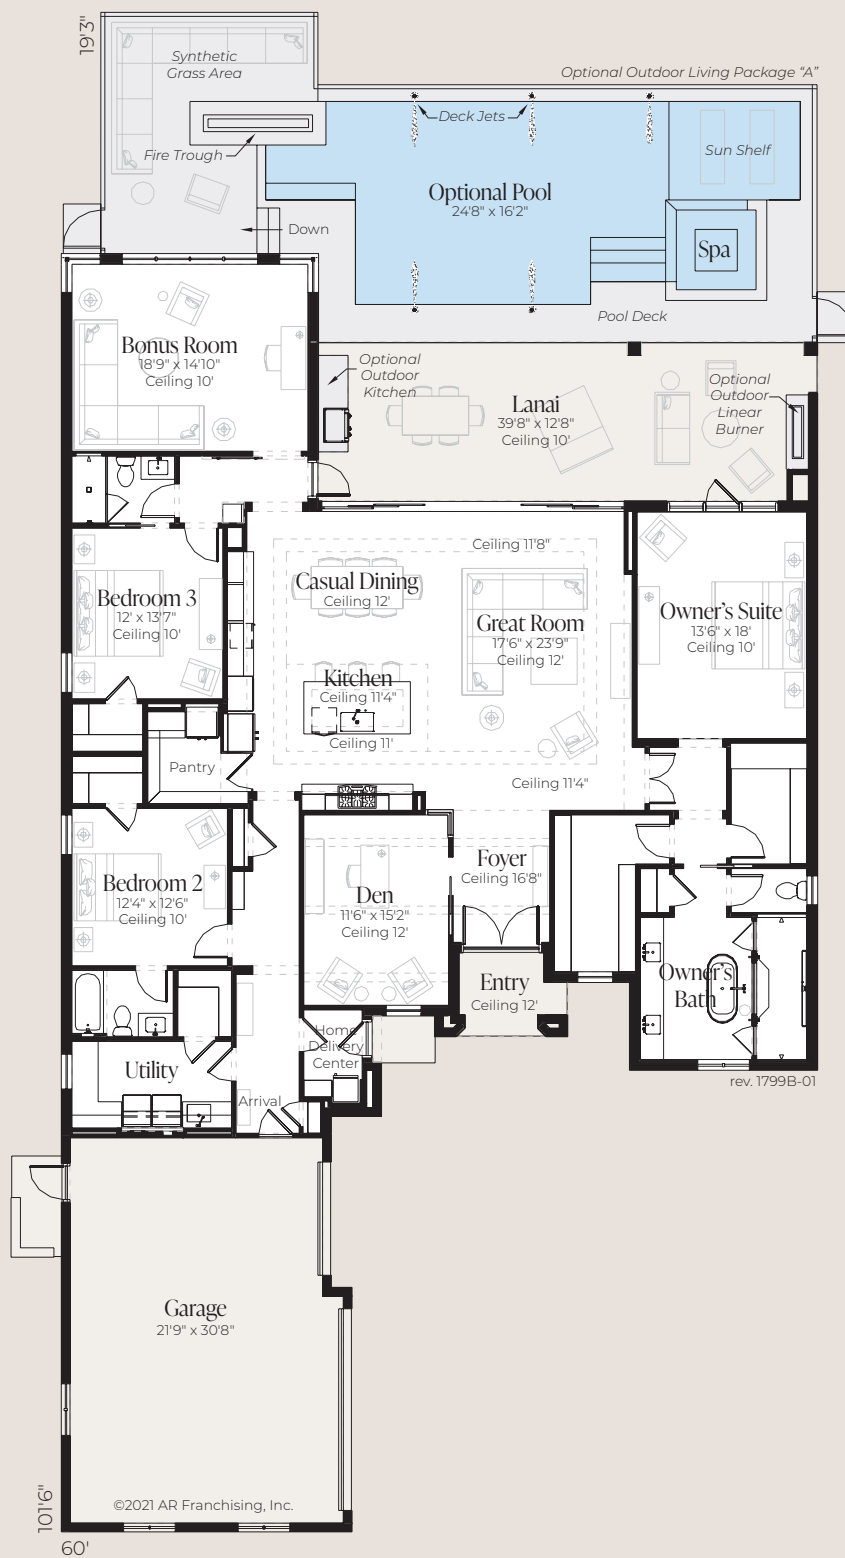 19'3"
Synthetic
Grass Area
Optional Outdoor Living Package “A”
Deck Jets
Fire Trough
Sun Shelf
Optional Pool
24'8" x 16'2"
Down
Spa
Pool Deck
Bonus Room
18'9" x 14'10"
Ceiling 10'
Optional
Outdoor
Kitchen
Lanai
39'8" x 12'8"
Ceiling 10'
Optional
Outdoor
Linear
Burner
Ceiling 11'8"
Casual Dining
Ceiling 12'
Bedroom 3
12' x 13'7"
Ceiling 10'
Great Room
17'6" x 23'9"
Ceiling 12'
Owner's Suite
13'6" x 18'
Ceiling 10'
Kitchen
Ceiling 11'4"
Ceiling 11'
Pantry
Ceiling 11'4"
Foyer
Ceiling 16'8"
Bedroom 2
12'4" x 12'6"
Ceiling 10'
Den
11'6" x 15'2"
Ceiling 12'
Entry
Ceiling 12'
Owner's
Bath
Home
Delivery
Center
Utility
Arrival
rev. 1799B-01
Garage
21'9" x 30'8"
©2021 AR Franchising, Inc.
101'6"
60'